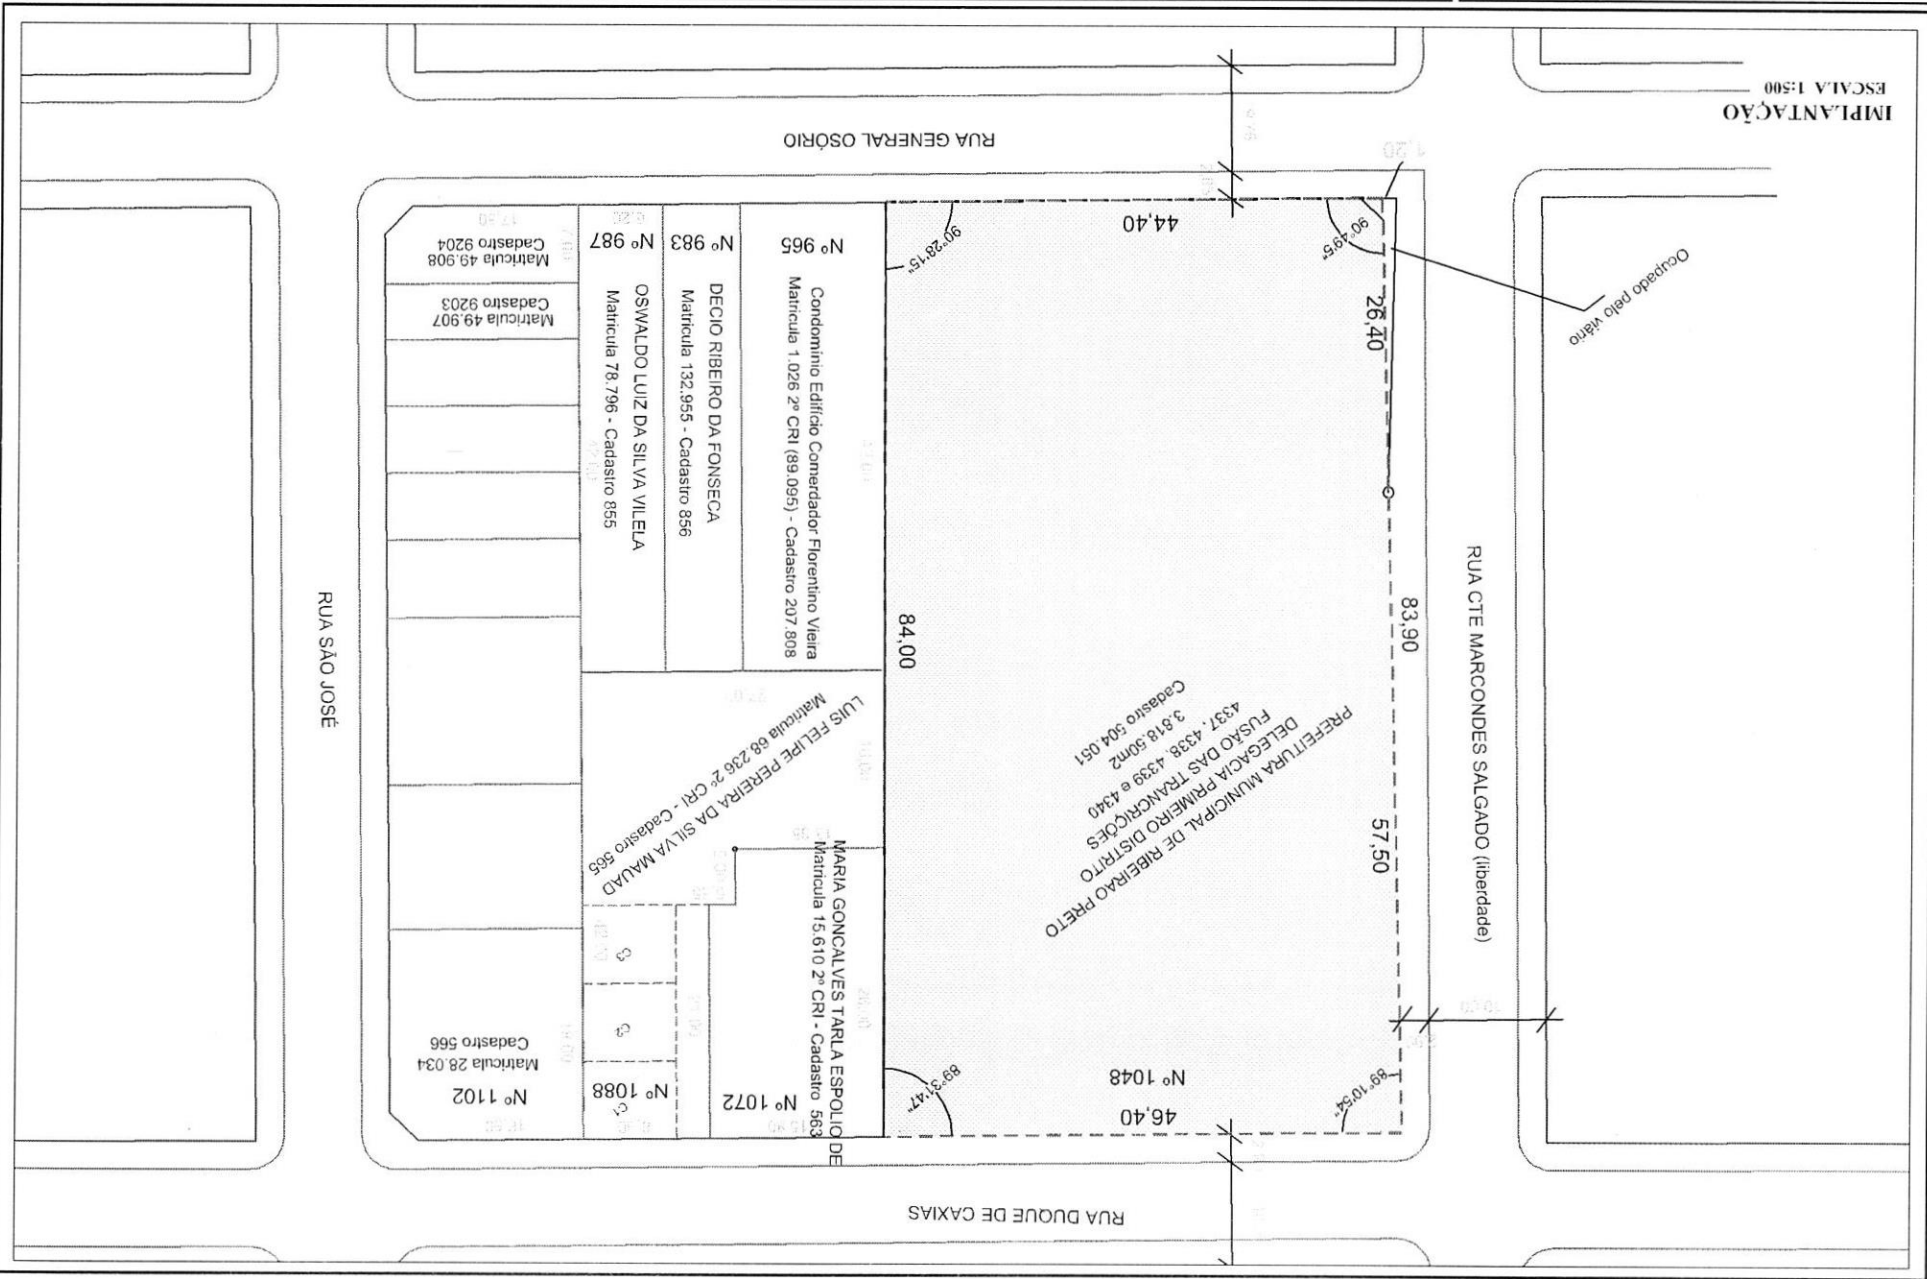 IMPLANTAÇÃO
ESCALA 1:500
RUA GENERAL OSÓRIO
1,20
Ocupado pelo viário
17,50
Matrícula 49.908
Cadastro 9204
Matrícula 49.907
Cadastro 9203
6,20
Nº 987
OSWALDO LUIZ DA SILVA VILELA
Matrícula 78.796 - Cadastro 855
Nº 983
DECIO RIBEIRO DA FONSECA
Matrícula 132.955 - Cadastro 856
Nº 965
Condominio Edifício Comerdador Florentino Vieira
Matrícula 1.026 2º CRI (89.095) - Cadastro 207.808
44,40
90°28'15"
90°49'5"
26,40
84,00
83,90
57,50
RUA CTE MARCONDES SALGADO (liberdade)
RUA SÃO JOSÉ
PREFEITURA MUNICIPAL DE RIBEIRAO PRETO
DELEGACIA PRIMEIRO DISTRITO
FUSÃO DAS TRANCRIÇÕES
4337, 4338, 4339 e 4340
3.818.50m2
Cadastro 504.051
LUIS FELIPE PEREIRA DA SILVA MAUAD
Matrícula 68.236 2º CRI - Cadastro 565
MARIA GONCALVES TARLA ESPOLIO DE
Matrícula 15.610 2º CRI - Cadastro 563
Matrícula 28.034
Cadastro 566
Nº 1102
Nº 1088
Nº 1072
Nº 1048
46,40
89°31'47"
89°10'54"
RUA DUQUE DE CAXIAS